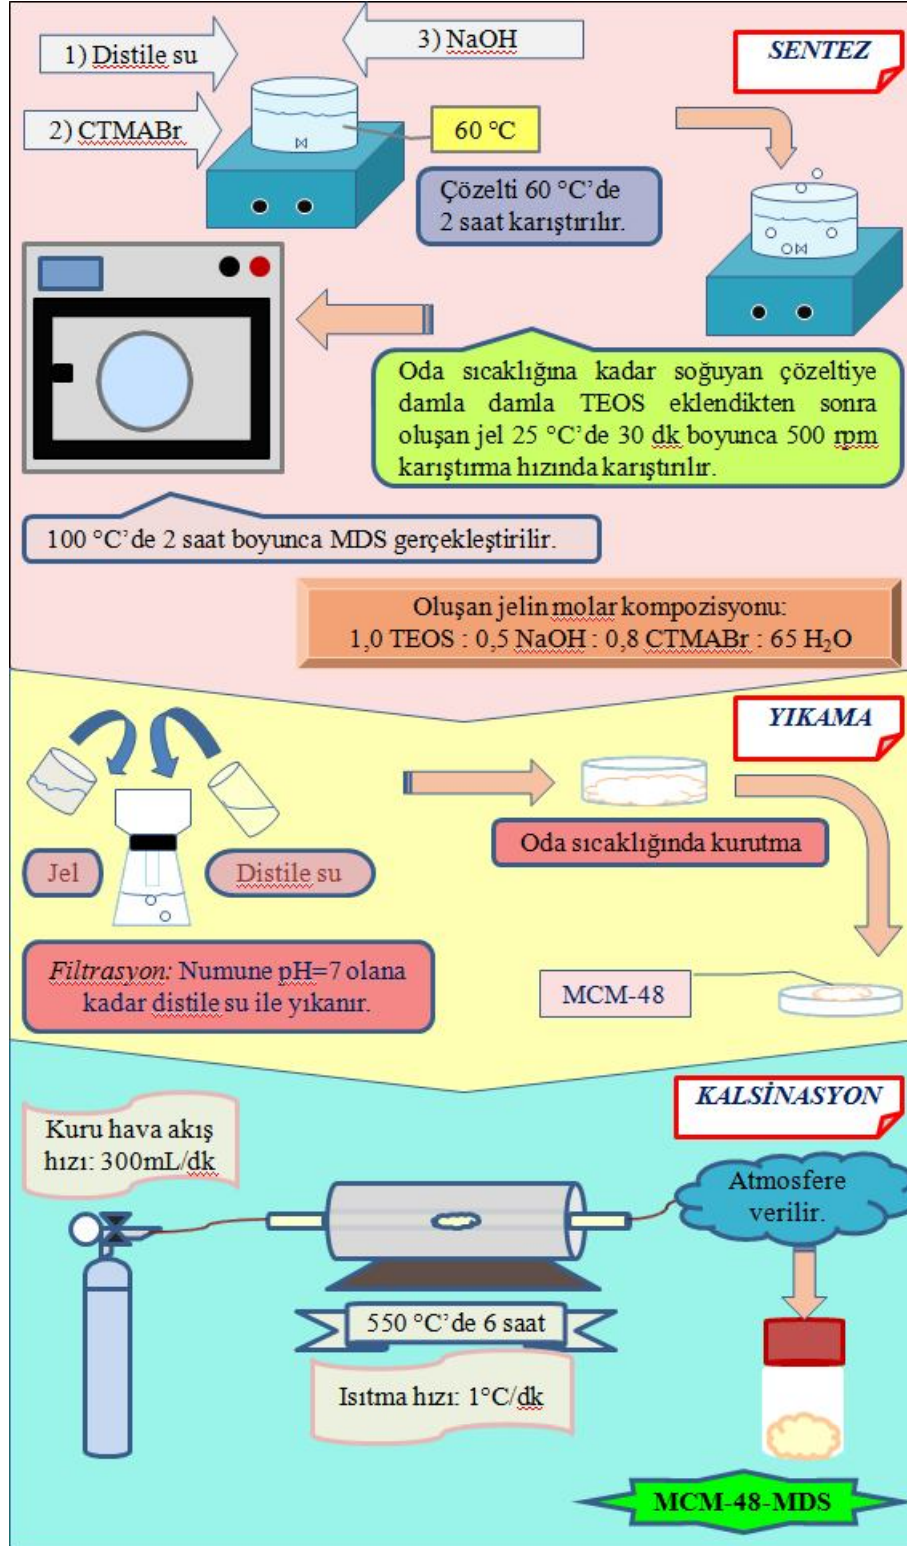 1) Distile su
3) NaOH
SENTEZ
2) CTMABr
60 °C
Çözelti 60 °C'de
2 saat karıştırılır.
Oda sıcaklığına kadar soğuyan çözeltiye
damla damla TEOS eklendikten sonra
oluşan jel 25 °C'de 30 dk boyunca 500 rpm
karıştırma hızında karıştırılır.
100 °C'de 2 saat boyunca MDS gerçekleştirilir.
Oluşan jelin molar kompozisyonu:
1,0 TEOS : 0,5 NaOH : 0,8 CTMABr : 65 H₂O
YIKAMA
Jel
Distile su
Oda sıcaklığında kurutma
Filtrasyon: Numune pH=7 olana
kadar distile su ile yıkanır.
MCM-48
KALSİNASYON
Kuru hava akış
hızı: 300mL/dk
Atmosfere
verilir.
550 °C'de 6 saat
Isıtma hızı: 1°C/dk
MCM-48-MDS